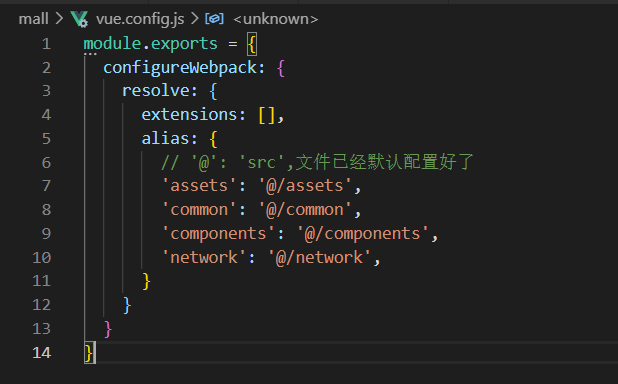 mall > vue.config.js > <unknown>
1 module.exports = {
2 configureWebpack: {
3 resolve: {
4 extensions: [],
5 alias: {
6 // '@': 'src',文件已经默认配置好了
7 'assets': '@/assets',
8 'common': '@/common',
9 'components': '@/components',
10 'network': '@/network',
11 }
12 }
13 }
14 }